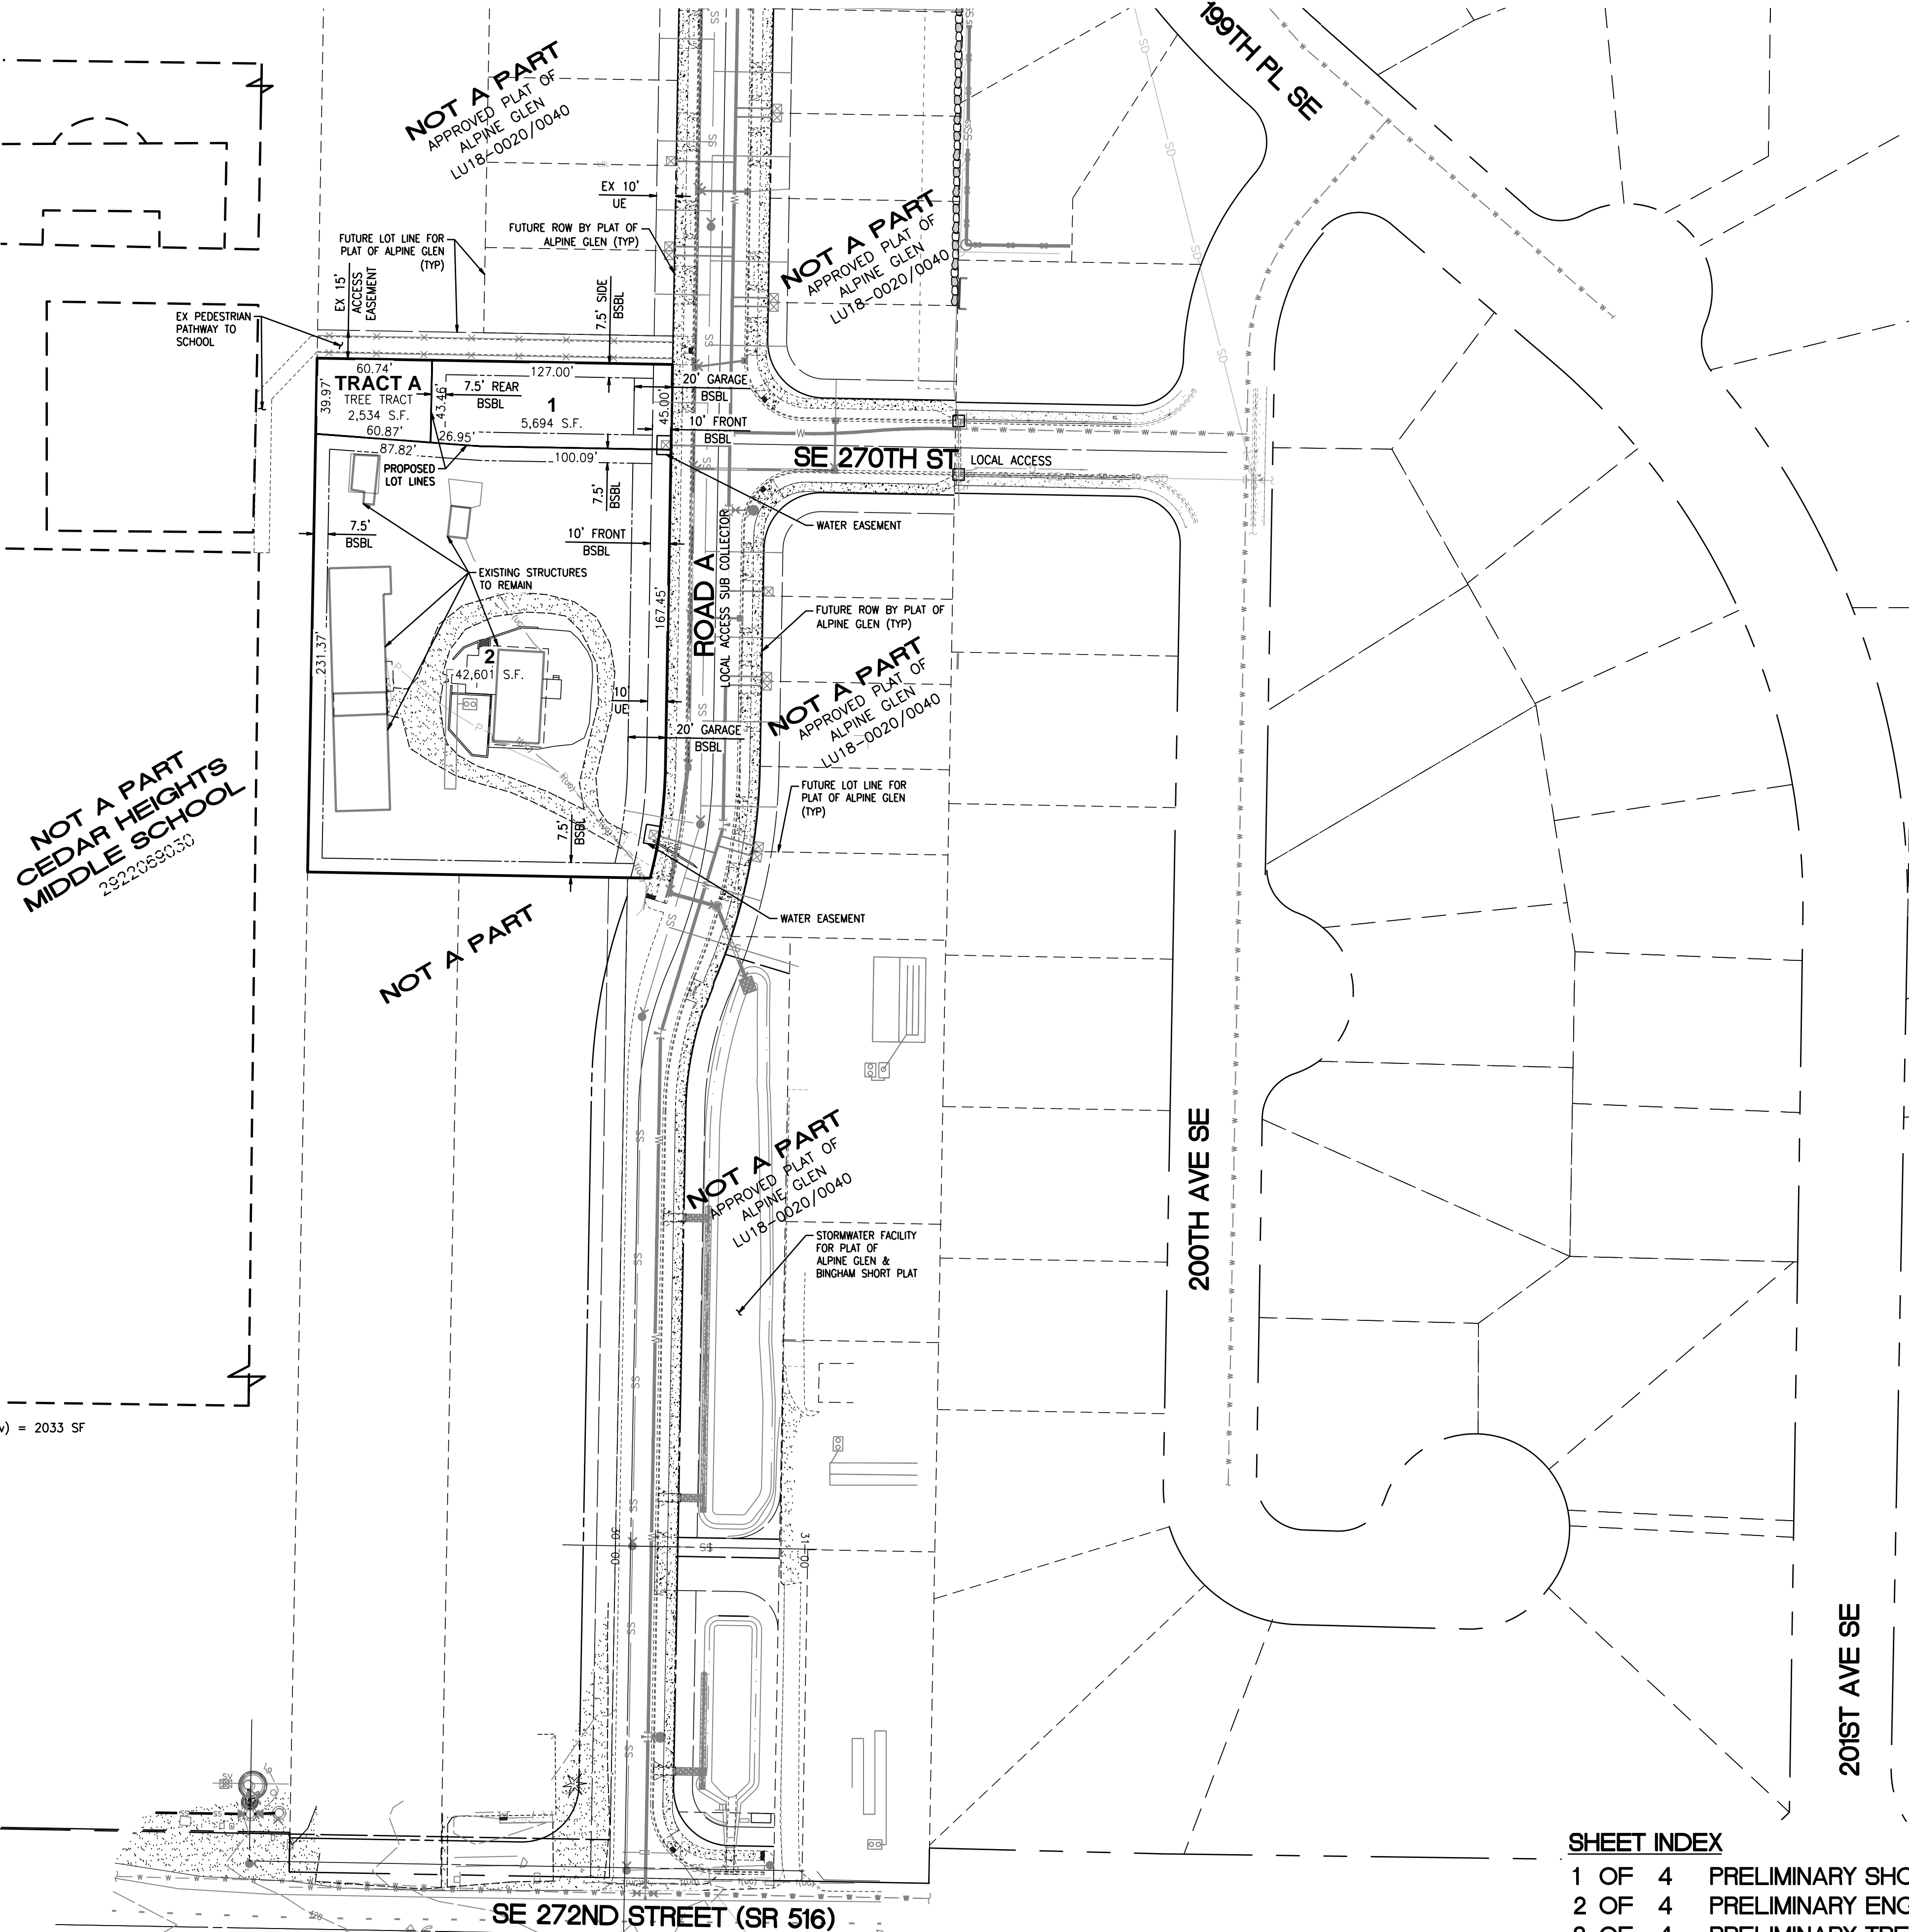 199TH PL SE
NOT A PART
APPROVED PLAT OF
ALPINE GLEN
LU18-0020/0040
EX 10'
UE
FUTURE ROW BY PLAT OF
ALPINE GLEN (TYP)
FUTURE LOT LINE FOR
PLAT OF ALPINE GLEN
(TYP)
NOT A PART
APPROVED PLAT OF
ALPINE GLEN
LU18-0020/0040
EX 15'
ACCESS
EASEMENT
7.5' SIDE
BSBL
EX PEDESTRIAN
PATHWAY TO
SCHOOL
60.74'
TRACT A
TREE TRACT
2,534 S.F.
60.87'
39.97'
43.46'
127.00'
7.5' REAR
BSBL
1
5,694 S.F.
26.95'
87.82'
100.09'
45.00'
20' GARAGE
BSBL
10' FRONT
BSBL
SE 270TH ST
LOCAL ACCESS
PROPOSED
LOT LINES
7.5'
BSBL
7.5'
BSBL
10' FRONT
BSBL
WATER EASEMENT
EXISTING STRUCTURES
TO REMAIN
ROAD A
LOCAL ACCESS SUB COLLECTOR
167.45'
231.37'
FUTURE ROW BY PLAT OF
ALPINE GLEN (TYP)
2
42,601 S.F.
10'
UE
NOT A PART
APPROVED PLAT OF
ALPINE GLEN
LU18-0020/0040
20' GARAGE
BSBL
FUTURE LOT LINE FOR
PLAT OF ALPINE GLEN
(TYP)
7.5'
BSBL
NOT A PART
CEDAR HEIGHTS
MIDDLE SCHOOL
2922069030
WATER EASEMENT
NOT A PART
NOT A PART
APPROVED PLAT OF
ALPINE GLEN
LU18-0020/0040
STORMWATER FACILITY
FOR PLAT OF
ALPINE GLEN &
BINGHAM SHORT PLAT
200TH AVE SE
= 2033 SF
30+00
31+00
201ST AVE SE
SHEET INDEX
1 OF 4 PRELIMINARY
2 OF 4 PRELIMINARY
OF 4 PRELIMINARY
SE 272ND STREET (SR 516)